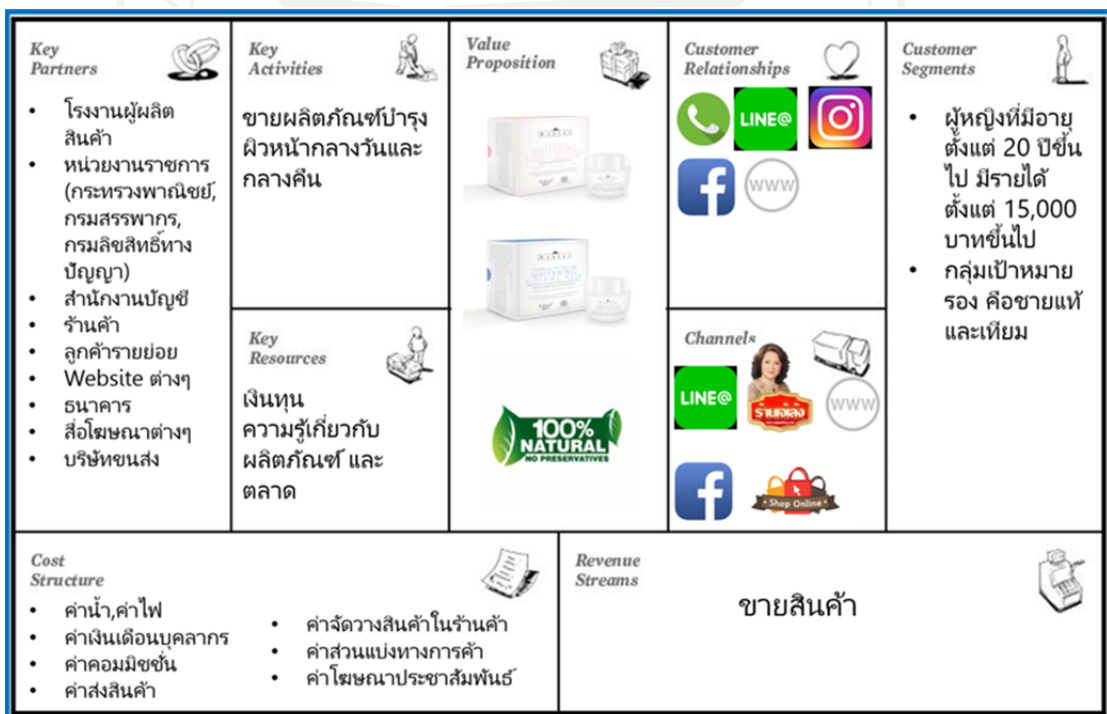 Key
Partners
• โรงงานผู้ผลิต
สินค้า
• หน่วยงานราชการ
(กระทรวงพาณิชย์,
กรมสรรพากร,
กรมลิขสิทธิ์ทาง
ปัญญา)
• สำนักงานบัญชี
• ร้านค้า
• ลูกค้ารายย่อย
• Website ต่างๆ
• ธนาคาร
• สื่อโฆษณาต่างๆ
• บริษัทขนส่ง
Key
Activities
ขายผลิตภัณฑ์บำรุง
ผิวหน้ากลางวันและ
กลางคืน
Key
Resources
เงินทุน
ความรู้เกี่ยวกับ
ผลิตภัณฑ์ และ
ตลาด
Value
Proposition
WHITENING
100%
NATURAL
NO PRESERVATIVES
Customer
Relationships
LINE@
www
Channels
LINE@
ร้านเจ๊เล้ง
www
Shop Online
Customer
Segments
• ผู้หญิงที่มีอายุ
ตั้งแต่ 20 ปีขึ้น
ไป มีรายได้
ตั้งแต่ 15,000
บาทขึ้นไป
• กลุ่มเป้าหมาย
รอง คือชายแท้
และเทียม
Cost
Structure
• ค่าน้ำ,ค่าไฟ
• ค่าเงินเดือนบุคลากร
• ค่าคอมมิชชั่น
• ค่าส่งสินค้า
• ค่าจัดวางสินค้าในร้านค้า
• ค่าส่วนแบ่งทางการค้า
• ค่าโฆษณาประชาสัมพันธ์
Revenue
Streams
ขายสินค้า